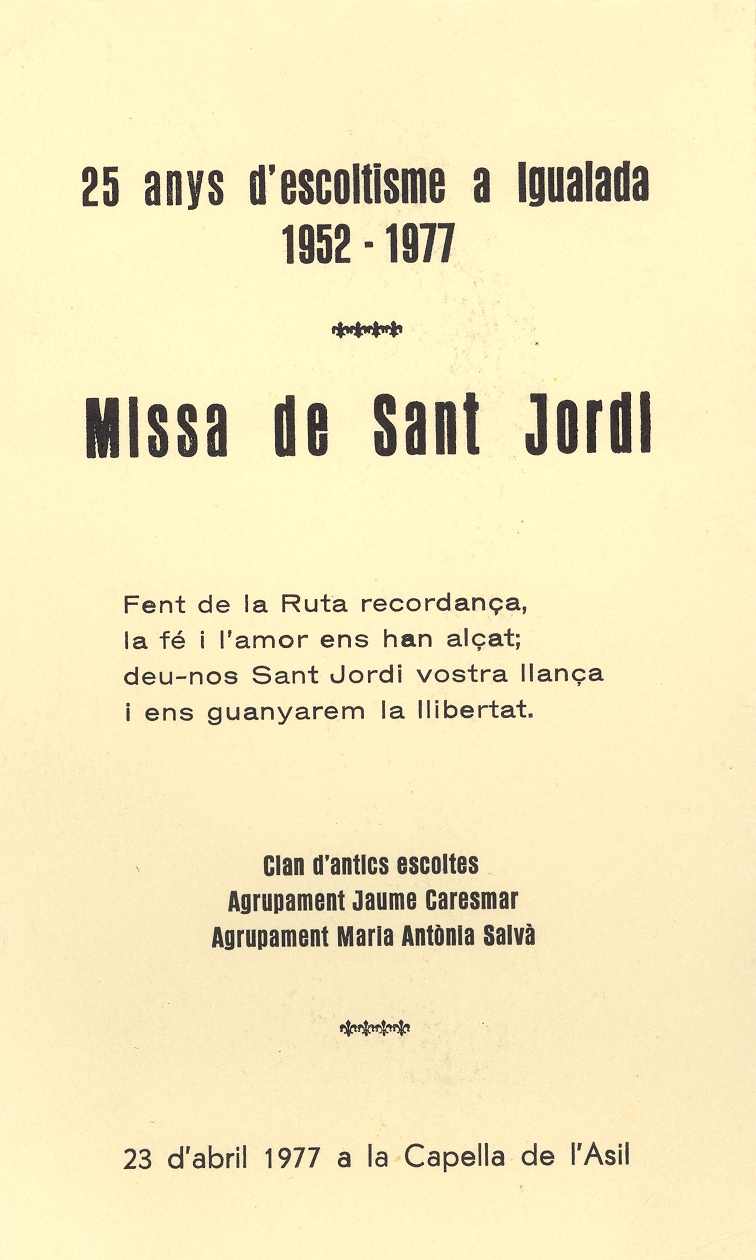 25 anys d'escoltisme a Igualada
1952 - 1977
Missa de Sant Jordi
Fent de la Ruta recordança,
la fé i l'amor ens han alçat;
deu-nos Sant Jordi vostra llança
i ens guanyarem la llibertat.
Clan d'antics escoltes
Agrupament Jaume Caresmar
Agrupament Maria Antònia Salvà
23 d'abril 1977 a la Capella de l'Asil